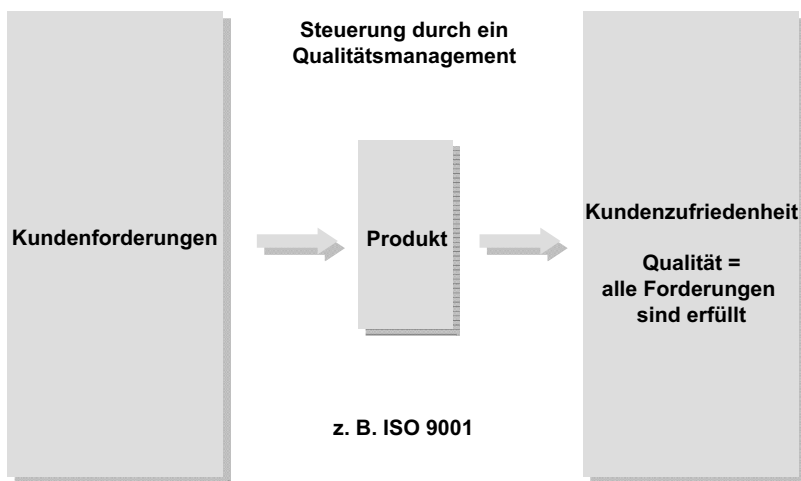 Steuerung durch ein
Qualitätsmanagement
Kundenforderungen
Produkt
Kundenzufriedenheit
Qualität =
alle Forderungen
sind erfüllt
z. B. ISO 9001